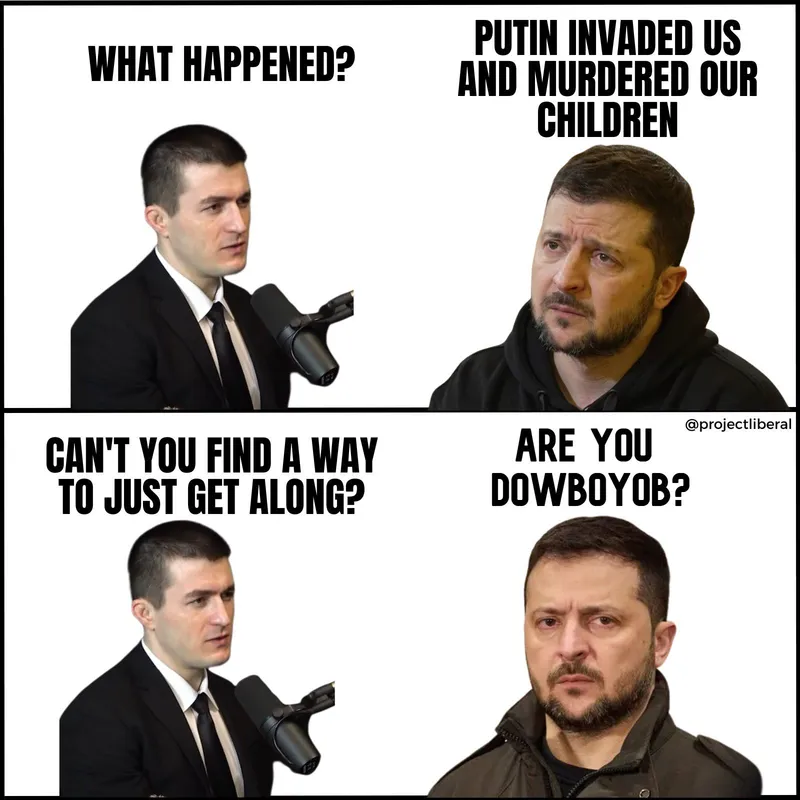 WHAT HAPPENED?
PUTIN INVADED US
AND MURDERED OUR
CHILDREN
@projectliberal
CAN'T YOU FIND A WAY
TO JUST GET ALONG?
ARE YOU
DOWBOYOB?